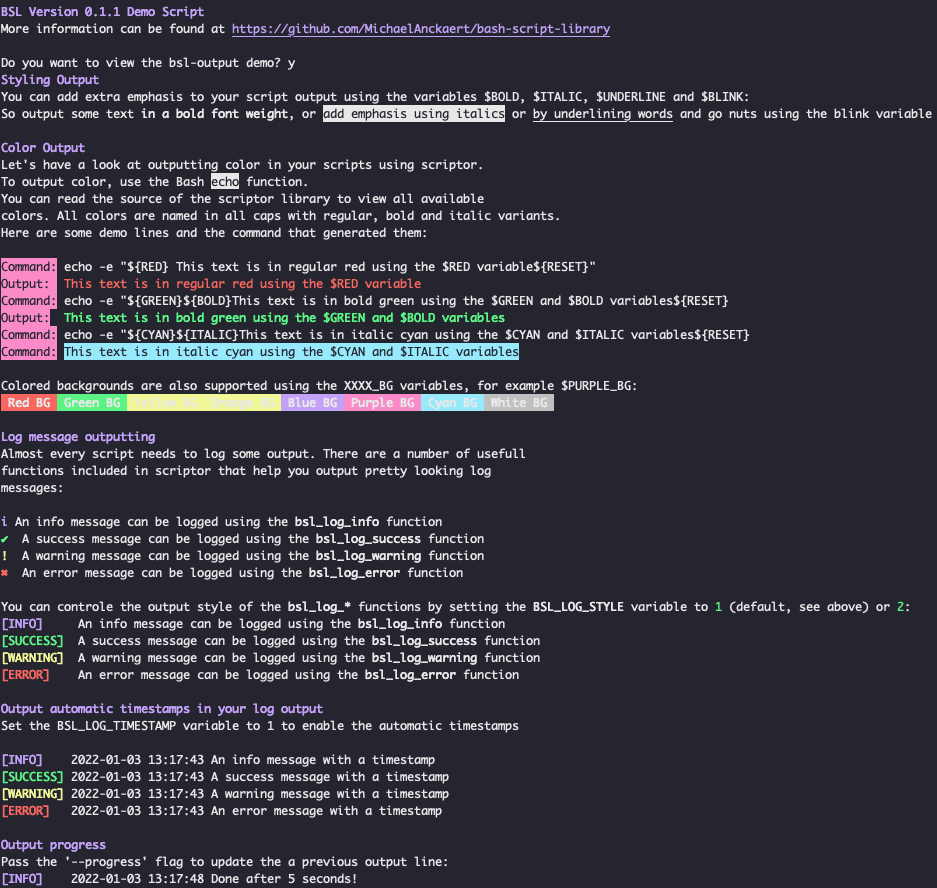 BSL Version 0.1.1 Demo Script
More information can be found at https://github.com/MichaelAnckaert/bash-script-library
Do you want to view the bsl-output demo? y
Styling Output
You can add extra emphasis to your script output using the variables $BOLD, $ITALIC, $UNDERLINE and $BLINK:
So output some text in a bold font weight, or add emphasis using italics or by underlining words and go nuts using the blink variable
Color Output
Let's have a look at outputting color in your scripts using scriptor.
To output color, use the Bash echo function.
You can read the source of the scriptor library to view all available
colors. All colors are named in all caps with regular, bold and italic variants.
Here are some demo lines and the command that generated them:
Command: echo -e "${RED} This text is in regular red using the $RED variable${RESET}"
Output:  This text is in regular red using the $RED variable
Command: echo -e "${GREEN}${BOLD}This text is in bold green using the $GREEN and $BOLD variables${RESET}
Output:  This text is in bold green using the $GREEN and $BOLD variables
Command: echo -e "${CYAN}${ITALIC}This text is in italic cyan using the $CYAN and $ITALIC variables${RESET}
Command: This text is in italic cyan using the $CYAN and $ITALIC variables
Colored backgrounds are also supported using the XXXX_BG variables, for example $PURPLE_BG:
Red BG  Green BG  Yellow BG  Orange BG  Blue BG  Purple BG  Cyan BG  White BG
Log message outputting
Almost every script needs to log some output. There are a number of usefull
functions included in scriptor that help you output pretty looking log
messages:
i An info message can be logged using the bsl_log_info function
✔ A success message can be logged using the bsl_log_success function
! A warning message can be logged using the bsl_log_warning function
✖ An error message can be logged using the bsl_log_error function
You can controle the output style of the bsl_log_* functions by setting the BSL_LOG_STYLE variable to 1 (default, see above) or 2:
[INFO]     An info message can be logged using the bsl_log_info function
[SUCCESS]  A success message can be logged using the bsl_log_success function
[WARNING]  A warning message can be logged using the bsl_log_warning function
[ERROR]    An error message can be logged using the bsl_log_error function
Output automatic timestamps in your log output
Set the BSL_LOG_TIMESTAMP variable to 1 to enable the automatic timestamps
[INFO]    2022-01-03 13:17:43 An info message with a timestamp
[SUCCESS] 2022-01-03 13:17:43 A success message with a timestamp
[WARNING] 2022-01-03 13:17:43 A warning message with a timestamp
[ERROR]   2022-01-03 13:17:43 An error message with a timestamp
Output progress
Pass the '--progress' flag to update the a previous output line:
[INFO]    2022-01-03 13:17:48 Done after 5 seconds!